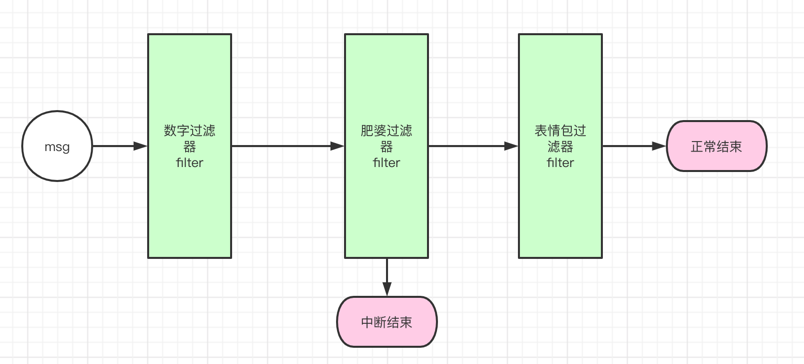 msg
数字过滤
器
filter
肥婆过滤
器
filter
表情包过
滤器
filter
正常结束
中断结束